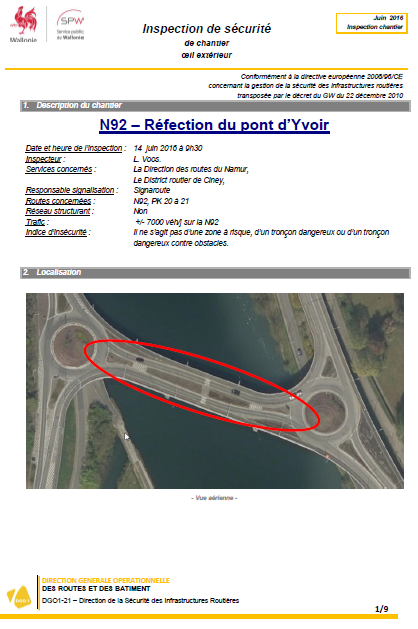 Wallonie
SPW
Service public
de Wallonie
Inspection de sécurité
de chantier
œil extérieur
Juin 2016
Inspection chantier
Conformément à la directive européenne 2008/96/CE
concernant la gestion de la sécurité des infrastructures routières
transposée par le décret du GW du 22 décembre 2010
1. Description du chantier
N92 – Réfection du pont d'Yvoir
Date et heure de l'inspection : 14 juin 2016 à 9h30
Inspecteur : L. Voos.
Services concernés : La Direction des routes du Namur,
Le District routier de Ciney,
Responsable signalisation : Signaroute
Routes concernées : N92, PK 20 à 21
Réseau structurant : Non
Trafic : +/- 7000 véh/j sur la N92
Indice d'insécurité : Il ne s'agit pas d'une zone à risque, d'un tronçon dangereux ou d'un tronçon
dangereux contre obstacles.
2. Localisation
- Vue aérienne -
DIRECTION GENERALE OPERATIONNELLE
DES ROUTES ET DES BATIMENT
DGO1-21 – Direction de la Sécurité des Infrastructures Routières
DGO1
1/9